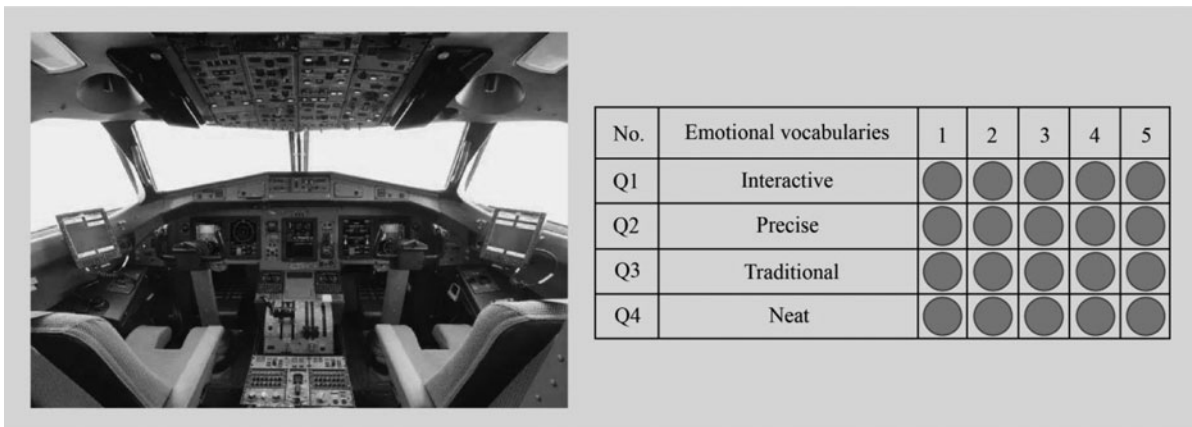 No. Emotional vocabularies 1 2 3 4 5
Q1 Interactive
Q2 Precise
Q3 Traditional
Q4 Neat